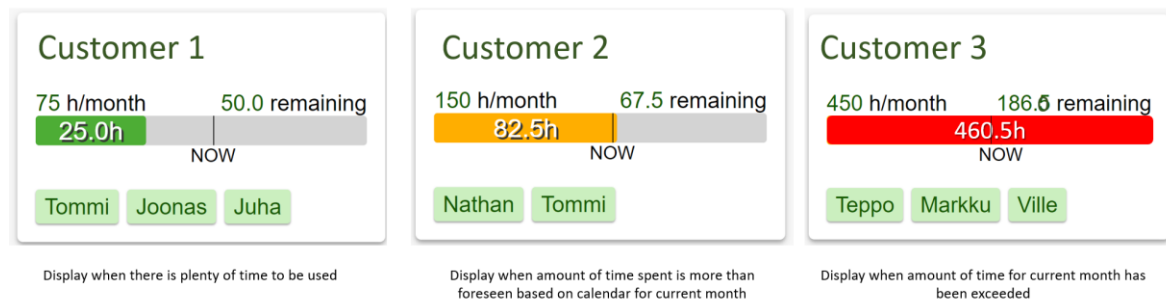 Customer 1
75 h/month 50.0 remaining
25.0h
NOW
Tommi Joonas Juha
Display when there is plenty of time to be used
Customer 2
150 h/month 67.5 remaining
82.5h
NOW
Nathan Tommi
Display when amount of time spent is more than
foreseen based on calendar for current month
Customer 3
450 h/month remaining
460.5h
NOW
Teppo Markku Ville
Display when amount of time for current month has
been exceeded